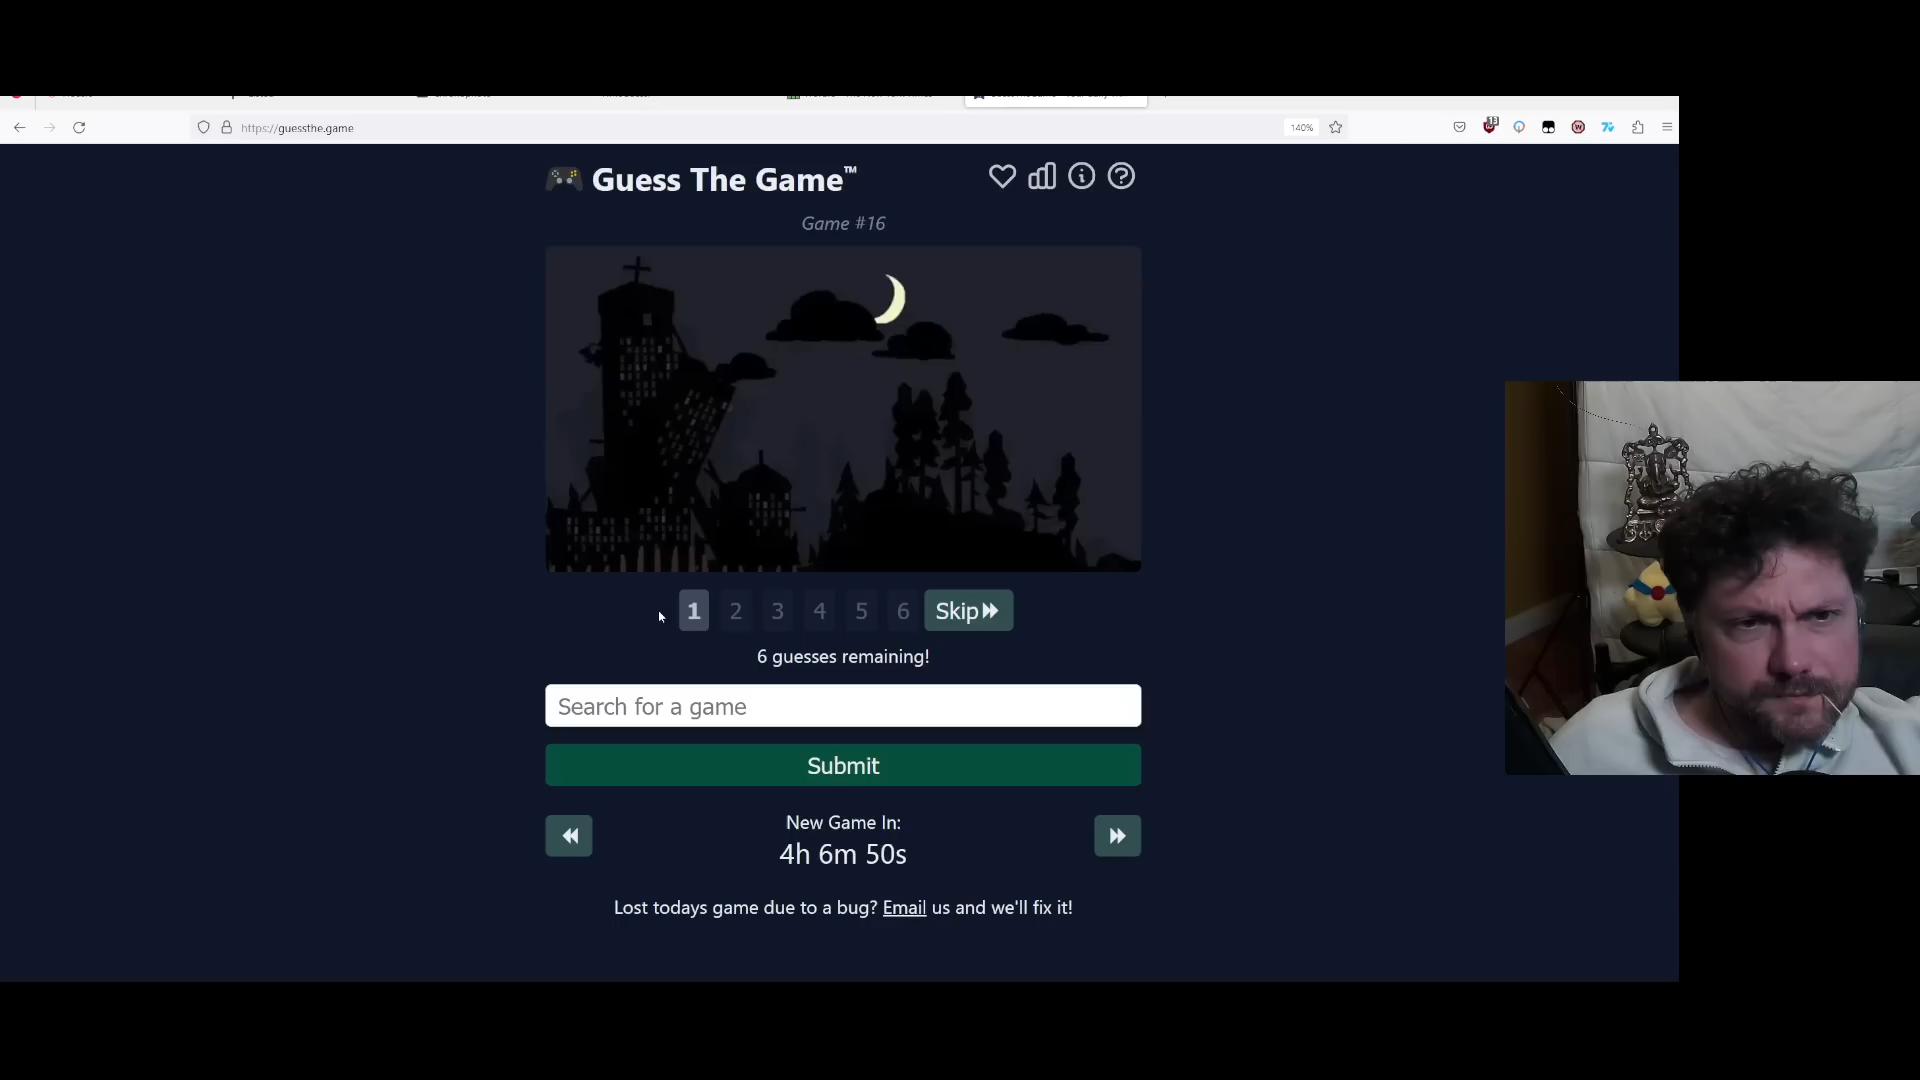 https://guessthe.game
140%
13
Guess The Game™
Game #16
1 2 3 4 5 6 Skip
6 guesses remaining!
Search for a game
Submit
New Game In:
4h 6m 50s
Lost todays game due to a bug? Email us and we'll fix it!